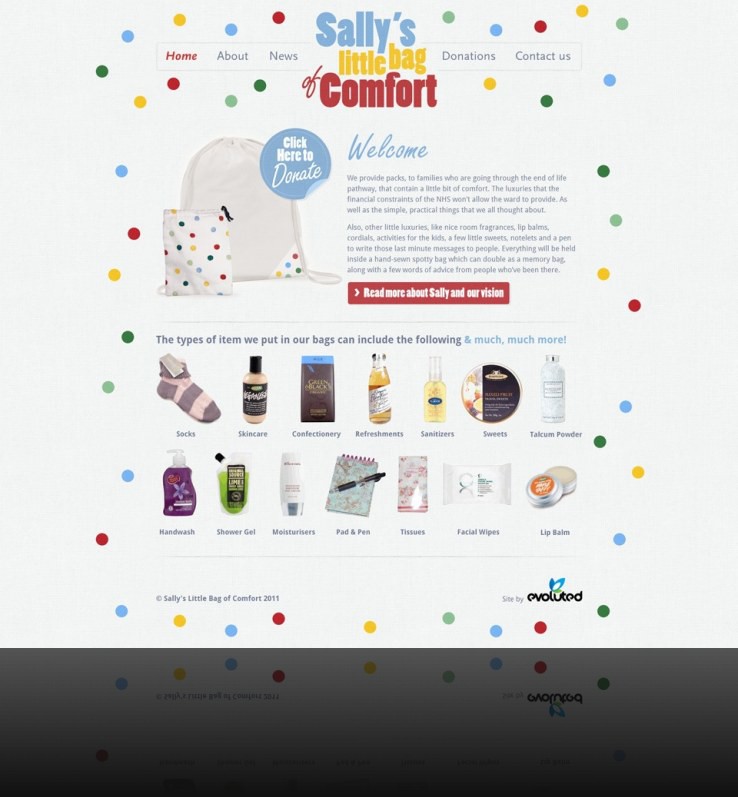 Sally's
little bag
of Comfort
Home About News Donations Contact us
Click
Here to
Donate
Welcome
We provide packs, to families who are going through the end of life
pathway, that contain a little bit of comfort. The luxuries that the
financial constraints of the NHS won't allow the ward to provide. As
well as the simple, practical things that we all thought about.
Also, other little luxuries, like nice room fragrances, lip balms,
cordials, activities for the kids, a few little sweets, notelets and a pen
to write those last minute messages to people. Everything will be held
inside a hand-sewn spotty bag which can double as a memory bag,
along with a few words of advice from people who've been there.
Read more about Sally and our vision
The types of item we put in our bags can include the following & much, much more!
GREEN
&BLACK'S
Socks Skincare Confectionery Refreshments Sanitizers Sweets Talcum Powder
Handwash Shower Gel Moisturisers Pad & Pen Tissues Facial Wipes Lip Balm
© Sally's Little Bag of Comfort 2011
Site by evoluted